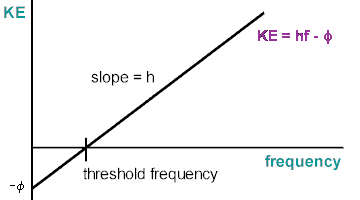 KE
KE = hf - ϕ
slope = h
frequency
threshold frequency
-ϕ